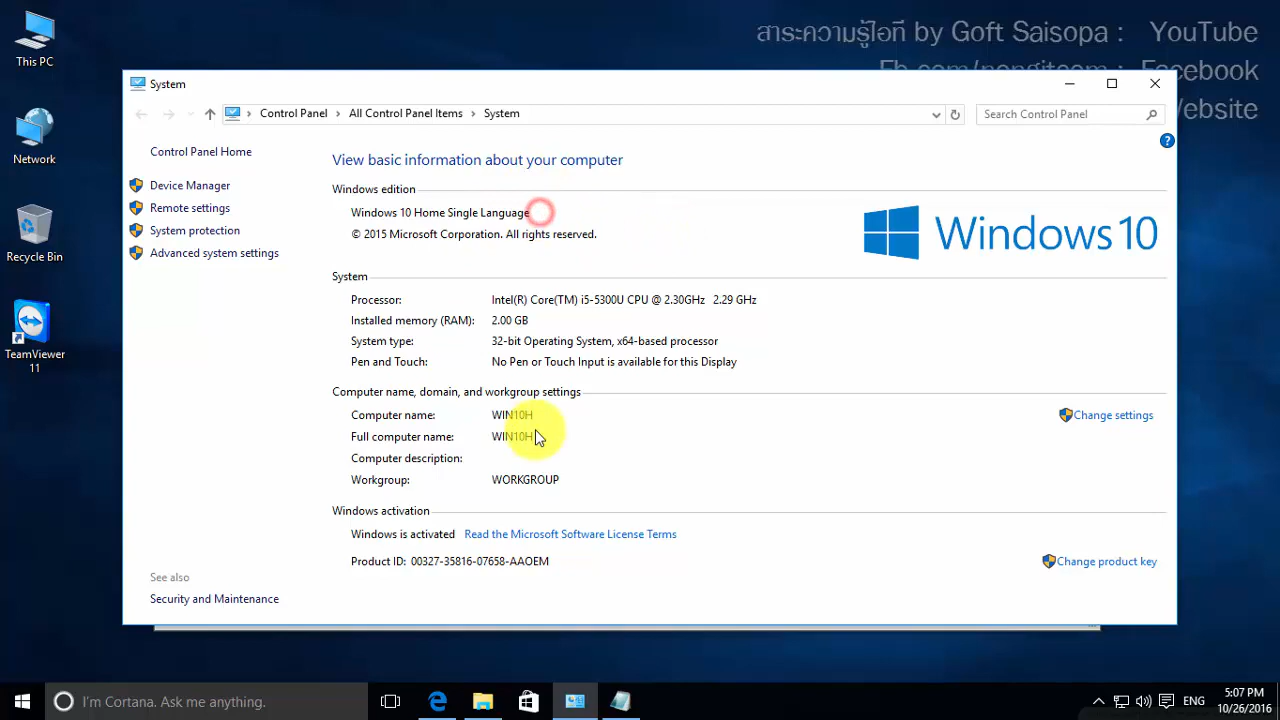 สาระความรู้ไอที by Goft Saisopa : YouTube
Fb.com/nongitcom : Facebook
Website
This PC
Network
Recycle Bin
TeamViewer 11
System
Control Panel > All Control Panel Items > System
Search Control Panel
Control Panel Home
Device Manager
Remote settings
System protection
Advanced system settings
See also
Security and Maintenance
View basic information about your computer
Windows edition
Windows 10 Home Single Language
© 2015 Microsoft Corporation. All rights reserved.
Windows 10
System
Processor: Intel(R) Core(TM) i5-5300U CPU @ 2.30GHz 2.29 GHz
Installed memory (RAM): 2.00 GB
System type: 32-bit Operating System, x64-based processor
Pen and Touch: No Pen or Touch Input is available for this Display
Computer name, domain, and workgroup settings
Computer name: WIN10H
Change settings
Full computer name: WIN10H
Computer description:
Workgroup: WORKGROUP
Windows activation
Windows is activated Read the Microsoft Software License Terms
Product ID: 00327-35816-07658-AAOEM
Change product key
I'm Cortana. Ask me anything.
ENG
5:07 PM
10/26/2016